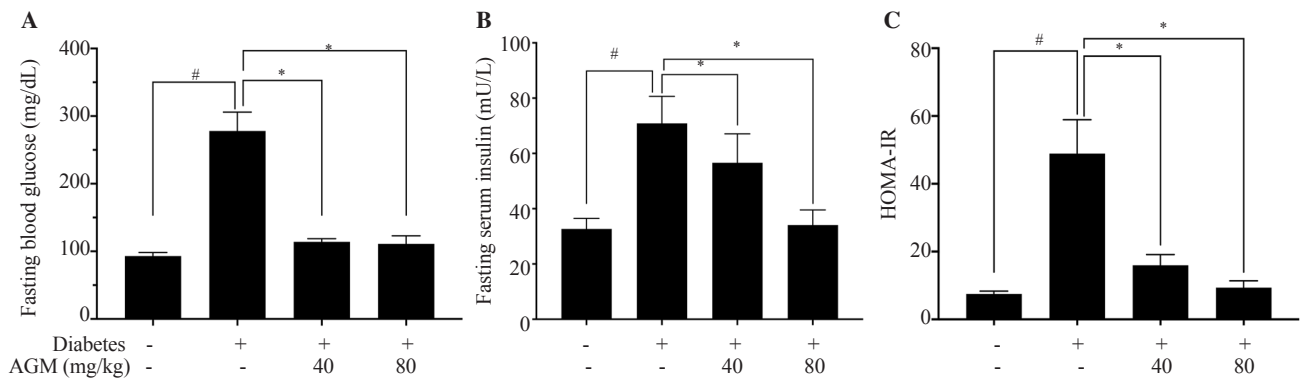 A
Fasting blood glucose (mg/dL)
400
300
200
100
0
#
*
*
Diabetes - + + +
AGM (mg/kg) - - 40 80
B
Fasting serum insulin (mU/L)
100
80
60
40
20
0
#
*
*
- + + +
- - 40 80
C
HOMA-IR
80
60
40
20
0
#
*
*
- + + +
- - 40 80